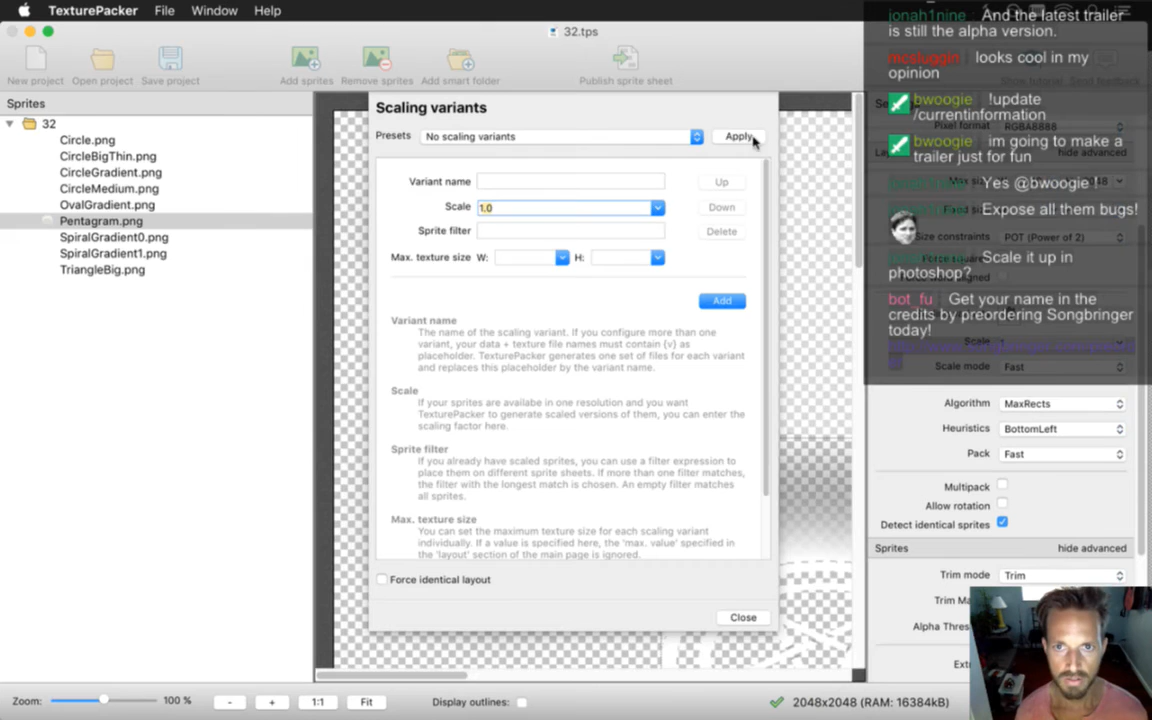 TexturePacker File Window Help
32.tps
New project Open project Save project Add sprites Remove sprites Add smart folder Publish sprite sheet
Sprites
32
Circle.png
CircleBigThin.png
CircleGradient.png
CircleMedium.png
OvalGradient.png
Pentagram.png
SpiralGradient0.png
SpiralGradient1.png
TriangleBig.png
Scaling variants
Presets No scaling variants Apply
Variant name Up
Scale 1,0 Down
Sprite filter Delete
Max. texture size W: H:
Add
Variant name
The name of the scaling variant. If you configure more than one
variant, your data + texture file names must contain {v} as
placeholder. TexturePacker generates one set of files for each variant
and replaces this placeholder by the variant name.
Scale
If your sprites are availabe in one resolution and you want
TexturePacker to generate scaled versions of them, you can enter the
scaling factor here.
Sprite filter
If you already have scaled sprites, you can use a filter expression to
place them on different sprite sheets. If more than one filter matches,
the filter with the longest match is chosen. An empty filter matches
all sprites.
Max. texture size
You can set the maximum texture size for each scaling variant
individually. If a value is specified here, the 'max. value' specified in
the 'layout' section of the main page is ignored.
Force identical layout
Close
jonah1nine And the latest trailer
is still the alpha version.
mcsluggin looks cool in my
opinion
bwoogie !update
/currentinformation
bwoogie im going to make a
trailer just for fun
jonah1nine Yes @bwoogie !
jonah1nine Expose all them bugs!
jonah1nine Scale it up in
photoshop?
bot_fu Get your name in the
credits by preordering Songbringer
today!
Pixel format RGBA8888
hide advanced
Size constraints POT (Power of 2)
Scale 1
Scale mode Fast
Algorithm MaxRects
Heuristics BottomLeft
Pack Fast
Multipack
Allow rotation
Detect identical sprites
Sprites hide advanced
Trim mode Trim
Alpha Thre
Zoom: 100 % - + 1:1 Fit Display outlines: 2048x2048 (RAM: 16384kB)